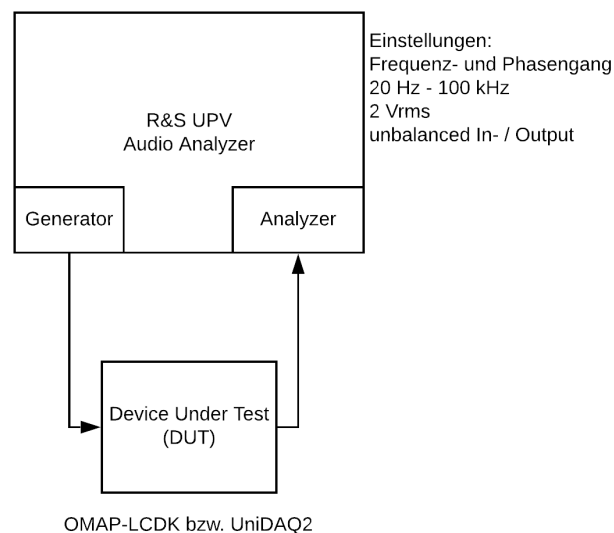 Einstellungen:
Frequenz- und Phasengang
20 Hz - 100 kHz
2 Vrms
unbalanced In- / Output
R&S UPV
Audio Analyzer
Generator
Analyzer
Device Under Test
(DUT)
OMAP-LCDK bzw. UniDAQ2